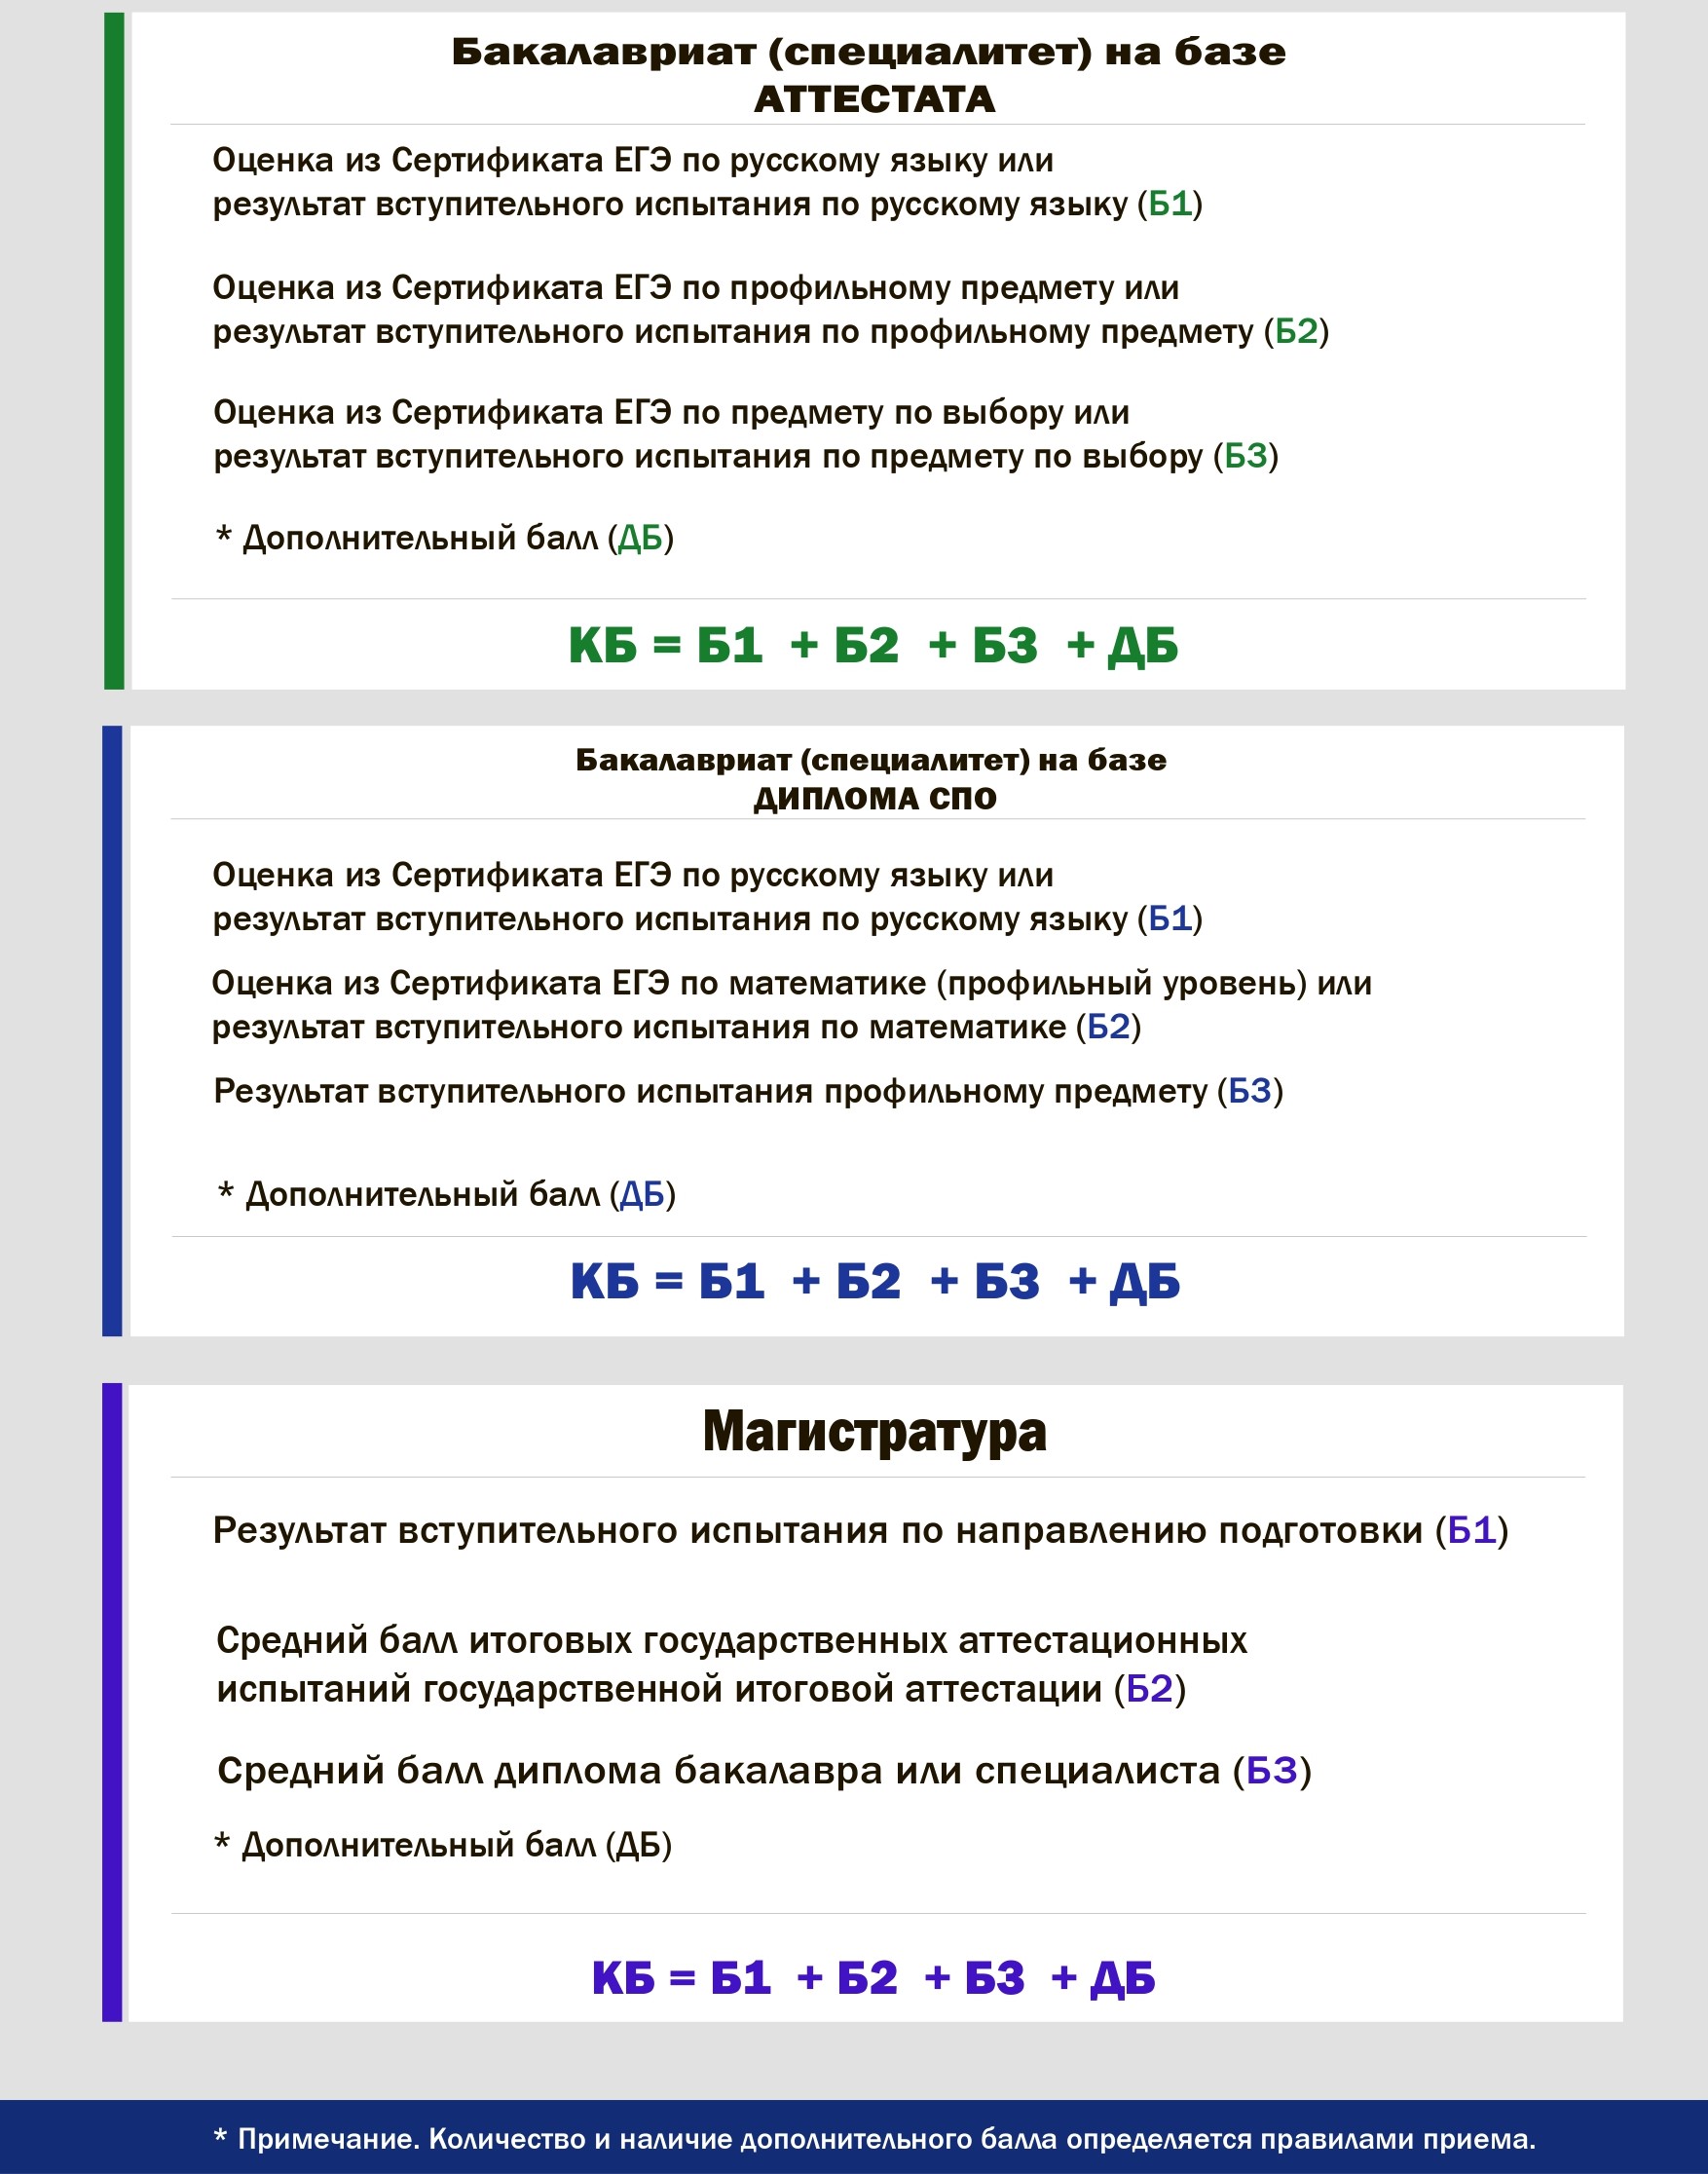 Бакалавриат (специалитет) на базе
АТТЕСТАТА
Оценка из Сертификата ЕГЭ по русскому языку или
результат вступительного испытания по русскому языку (Б1)
Оценка из Сертификата ЕГЭ по профильному предмету или
результат вступительного испытания по профильному предмету (Б2)
Оценка из Сертификата ЕГЭ по предмету по выбору или
результат вступительного испытания по предмету по выбору (Б3)
* Дополнительный балл (ДБ)
КБ = Б1 + Б2 + Б3 + ДБ
Бакалавриат (специалитет) на базе
ДИПЛОМА СПО
Оценка из Сертификата ЕГЭ по русскому языку или
результат вступительного испытания по русскому языку (Б1)
Оценка из Сертификата ЕГЭ по математике (профильный уровень) или
результат вступительного испытания по математике (Б2)
Результат вступительного испытания профильному предмету (Б3)
* Дополнительный балл (ДБ)
КБ = Б1 + Б2 + Б3 + ДБ
Магистратура
Результат вступительного испытания по направлению подготовки (Б1)
Средний балл итоговых государственных аттестационных
испытаний государственной итоговой аттестации (Б2)
Средний балл диплома бакалавра или специалиста (Б3)
* Дополнительный балл (ДБ)
КБ = Б1 + Б2 + Б3 + ДБ
* Примечание. Количество и наличие дополнительного балла определяется правилами приема.